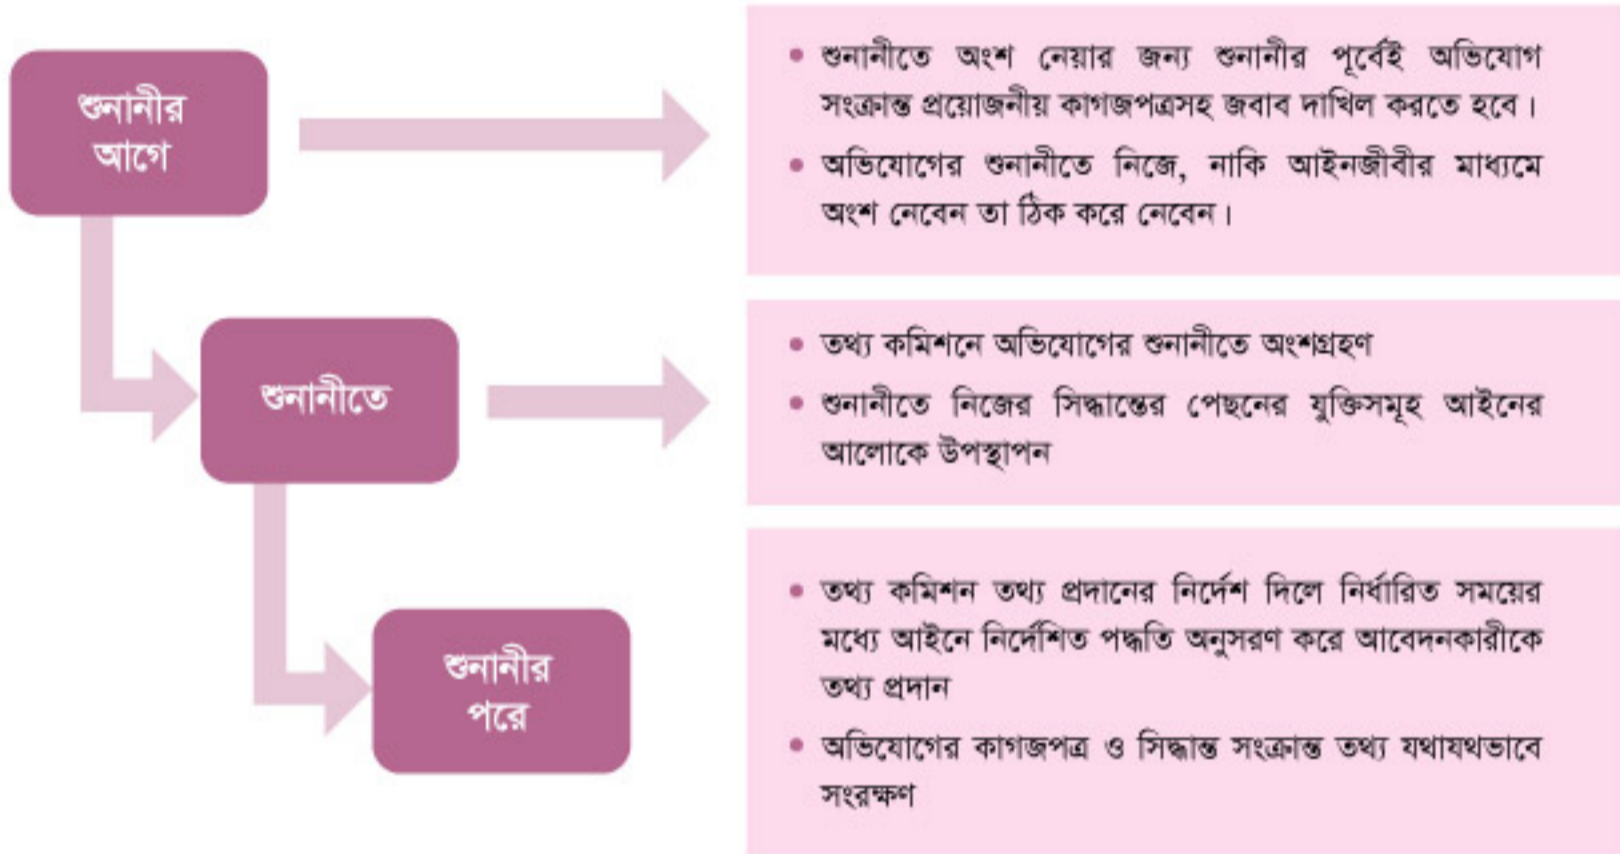 শুনানীর
আগে
• শুনানীতে অংশ নেয়ার জন্য শুনানীর পূর্বেই অভিযোগ
সংক্রান্ত প্রয়োজনীয় কাগজপত্রসহ জবাব দাখিল করতে হবে।
• অভিযোগের শুনানীতে নিজে, নাকি আইনজীবীর মাধ্যমে
অংশ নেবেন তা ঠিক করে নেবেন।
শুনানীতে
• তথ্য কমিশনে অভিযোগের শুনানীতে অংশগ্রহণ
• শুনানীতে নিজের সিদ্ধান্তের পেছনের যুক্তিসমূহ আইনের
আলোকে উপস্থাপন
শুনানীর
পরে
• তথ্য কমিশন তথ্য প্রদানের নির্দেশ দিলে নির্ধারিত সময়ের
মধ্যে আইনে নির্দেশিত পদ্ধতি অনুসরণ করে আবেদনকারীকে
তথ্য প্রদান
• অভিযোগের কাগজপত্র ও সিদ্ধান্ত সংক্রান্ত তথ্য যথাযথভাবে
সংরক্ষণ